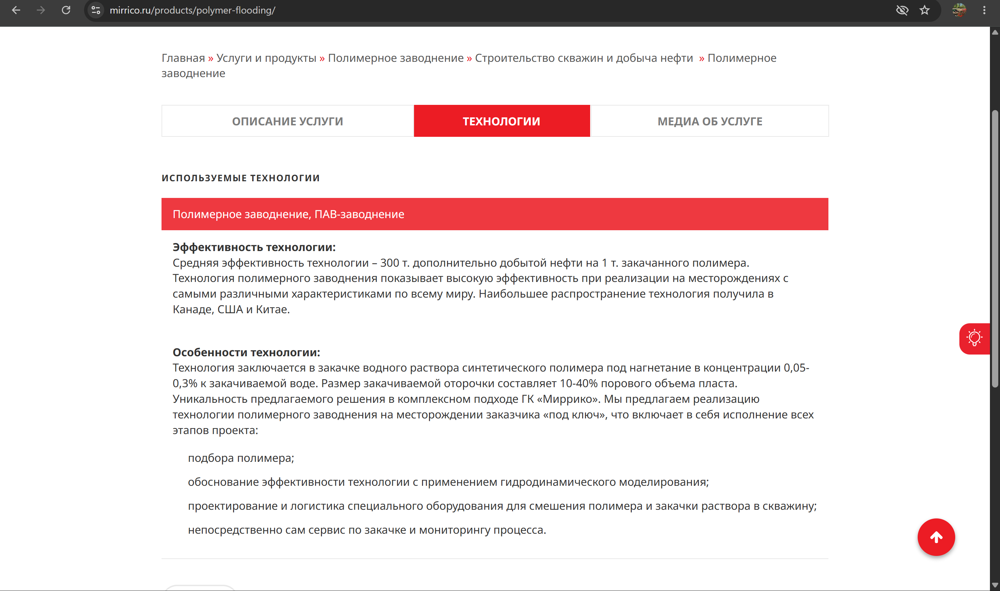 mirrico.ru/products/polymer-flooding/
Главная » Услуги и продукты » Полимерное заводнение » Строительство скважин и добыча нефти » Полимерное
заводнение
ОПИСАНИЕ УСЛУГИ
ТЕХНОЛОГИИ
МЕДИА ОБ УСЛУГЕ
ИСПОЛЬЗУЕМЫЕ ТЕХНОЛОГИИ
Полимерное заводнение, ПАВ-заводнение
Эффективность технологии:
Средняя эффективность технологии – 300 т. дополнительно добытой нефти на 1 т. закачанного полимера.
Технология полимерного заводнения показывает высокую эффективность при реализации на месторождениях с
самыми различными характеристиками по всему миру. Наибольшее распространение технология получила в
Канаде, США и Китае.
Особенности технологии:
Технология заключается в закачке водного раствора синтетического полимера под нагнетание в концентрации 0,05-
0,3% к закачиваемой воде. Размер закачиваемой оторочки составляет 10-40% порового объема пласта.
Уникальность предлагаемого решения в комплексном подходе ГК «Миррико». Мы предлагаем реализацию
технологии полимерного заводнения на месторождении заказчика «под ключ», что включает в себя исполнение всех
этапов проекта:
подбора полимера;
обоснование эффективности технологии с применением гидродинамического моделирования;
проектирование и логистика специального оборудования для смешения полимера и закачки раствора в скважину;
непосредственно сам сервис по закачке и мониторингу процесса.